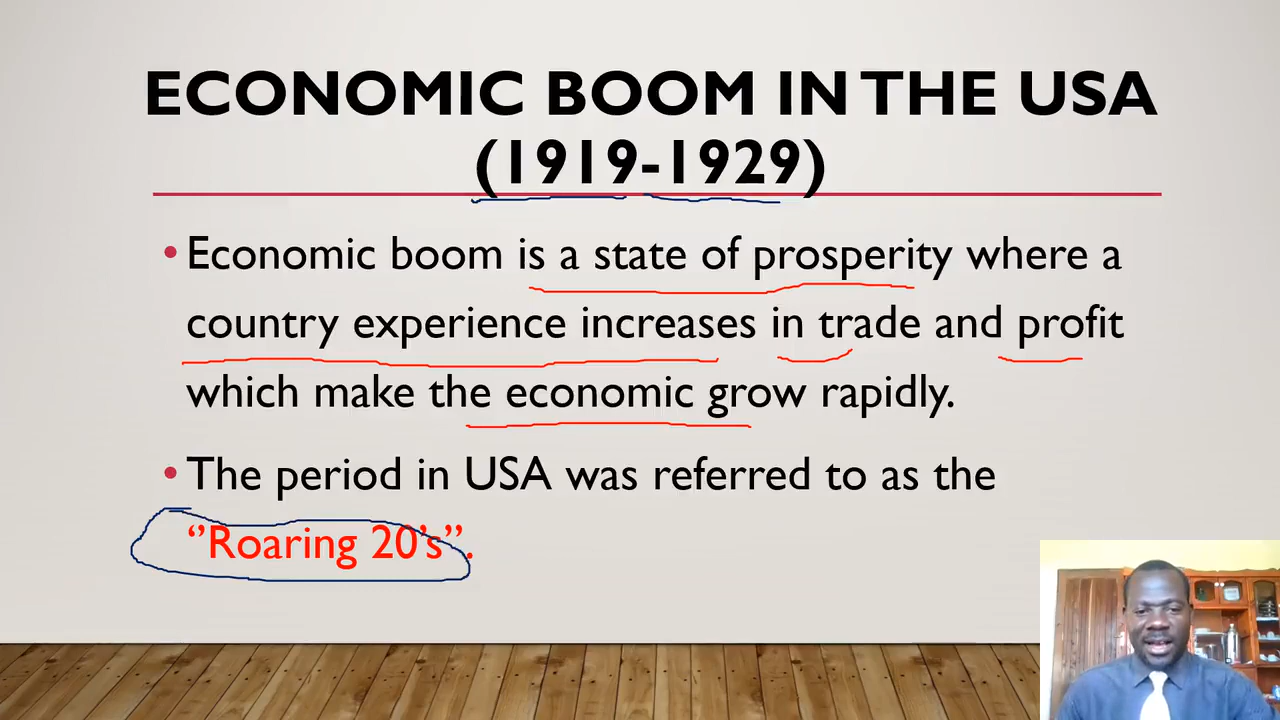 ECONOMIC BOOM IN THE USA
(1919-1929)
• Economic boom is a state of prosperity where a
country experience increases in trade and profit
which make the economic grow rapidly.
• The period in USA was referred to as the
‘’Roaring 20’s’’.